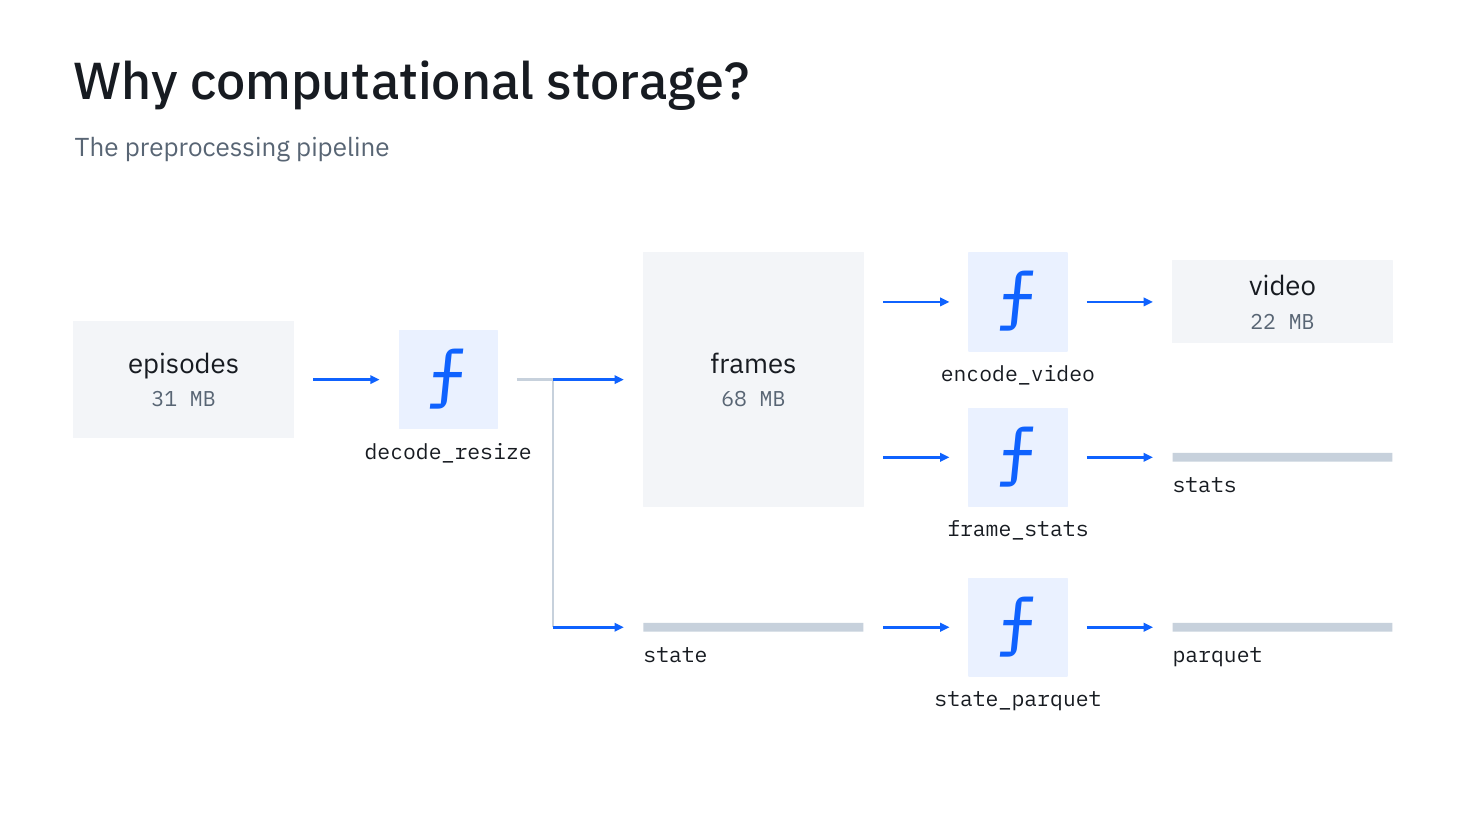 Why computational storage?
The preprocessing pipeline
episodes
31 MB
ƒ
decode_resize
frames
68 MB
ƒ
encode_video
video
22 MB
ƒ
frame_stats
stats
state
ƒ
state_parquet
parquet